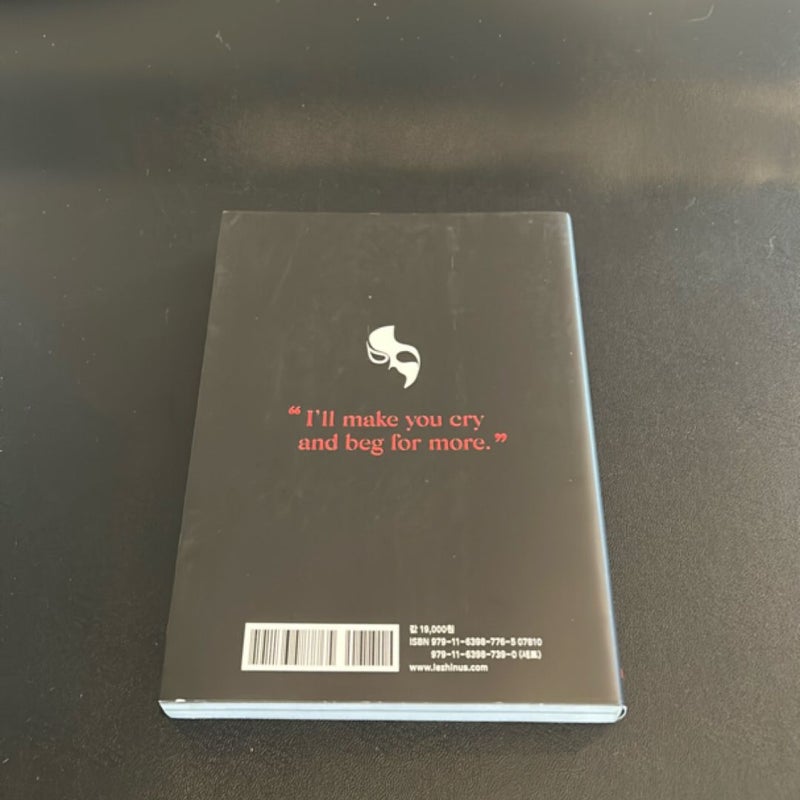 “I’ll make you cry
and beg for more.”
값 19,000원
ISBN 979-11-6398-776-5 07810
979-11-6398-739-0 (세트)
www.lezhinus.com